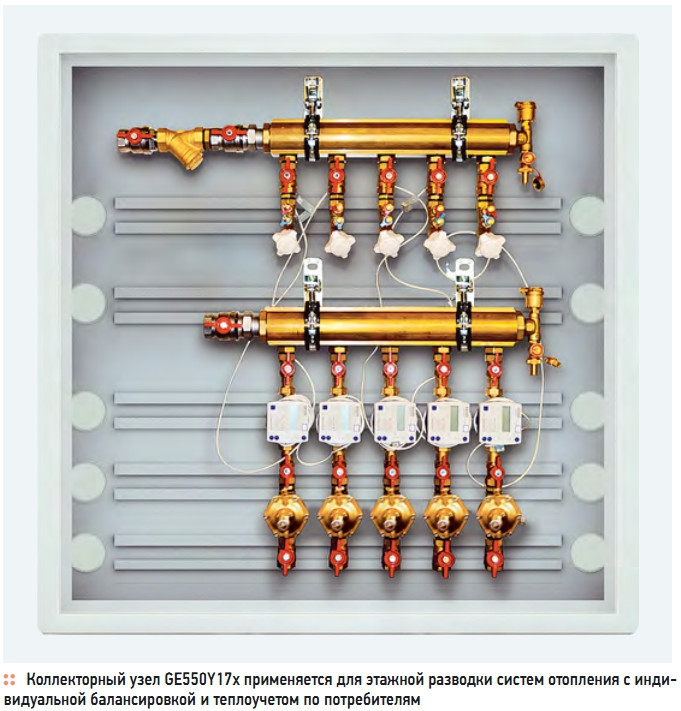 Коллекторный узел GE550Y17x применяется для этажной разводки систем отопления с инди-
видуальной балансировкой и теплоучетом по потребителям